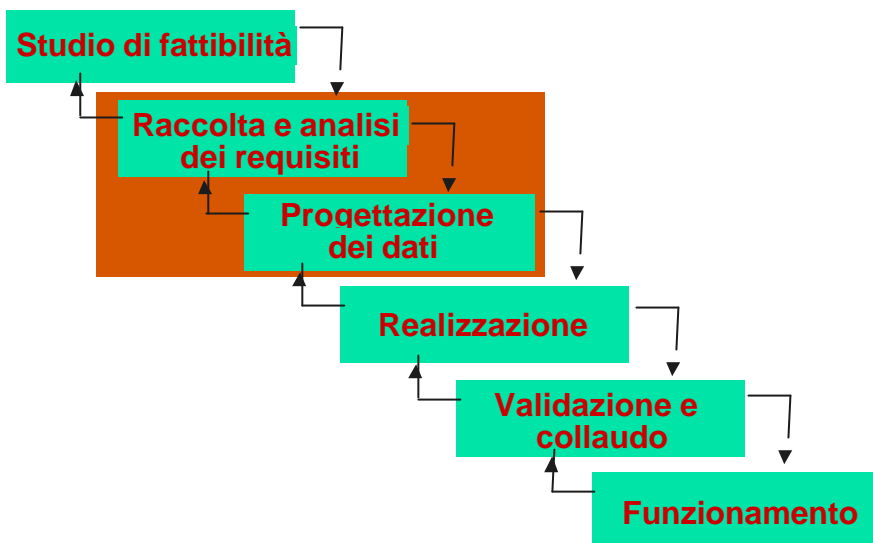 Studio di fattibilità
Raccolta e analisi
dei requisiti
Progettazione
dei dati
Realizzazione
Validazione e
collaudo
Funzionamento